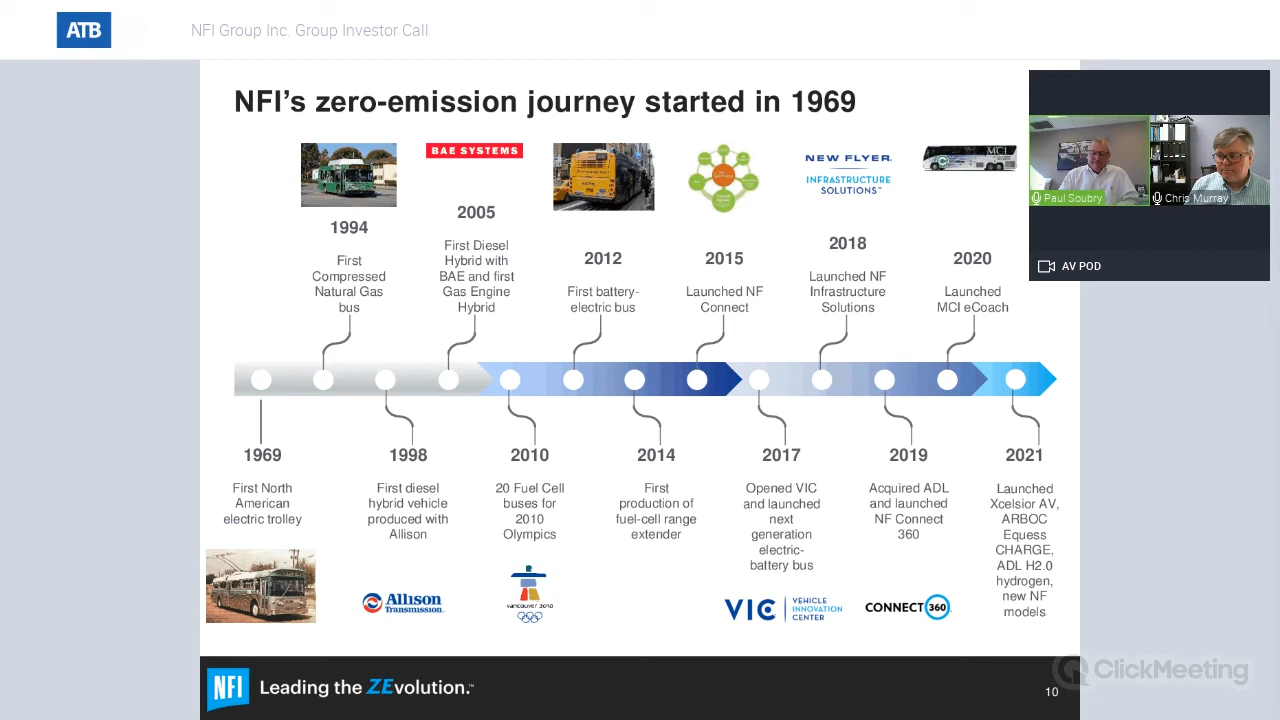 ATB
NFI Group Inc. Group Investor Call
NFI's zero-emission journey started in 1969
BAE SYSTEMS
NEW FLYER.
INFRASTRUCTURE
SOLUTIONS™
MCI
Paul Soubry
Chris Murray
AV POD
1994
First
Compressed
Natural Gas
bus
2005
First Diesel
Hybrid with
BAE and first
Gas Engine
Hybrid
2012
First battery-
electric bus
2015
Launched NF
Connect
2018
Launched NF
Infrastructure
Solutions
2020
Launched
MCI eCoach
1969
First North
American
electric trolley
1998
First diesel
hybrid vehicle
produced with
Allison
2010
20 Fuel Cell
buses for
2010
Olympics
2014
First
production of
fuel-cell range
extender
2017
Opened VIC
and launched
next
generation
electric-
battery bus
2019
Acquired ADL
and launched
NF Connect
360
2021
Launched
Xcelsior AV,
ARBOC
Equess
CHARGE,
ADL H2.0
hydrogen,
new NF
models
Allison
Transmission
vancouver 2010
VIC
VEHICLE
INNOVATION
CENTER
CONNECT 360
NFI
Leading the ZEvolution.™
10
ClickMeeting